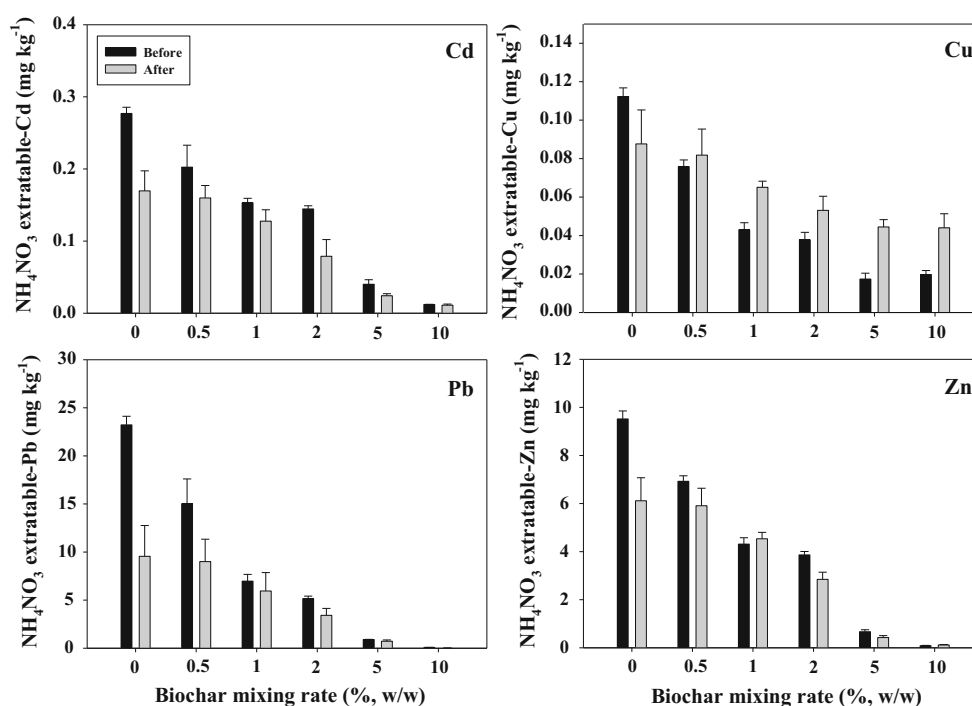 NH₄NO₃ extratable-Cd (mg kg⁻¹)
0.4
0.3
0.2
0.1
0.0
Before
After
Cd
0 0.5 1 2 5 10
NH₄NO₃ extratable-Cu (mg kg⁻¹)
0.14
0.12
0.10
0.08
0.06
0.04
0.02
0.00
Cu
0 0.5 1 2 5 10
NH₄NO₃ extratable-Pb (mg kg⁻¹)
30
25
20
15
10
5
0
Pb
0 0.5 1 2 5 10
Biochar mixing rate (%, w/w)
NH₄NO₃ extratable-Zn (mg kg⁻¹)
12
10
8
6
4
2
0
Zn
0 0.5 1 2 5 10
Biochar mixing rate (%, w/w)